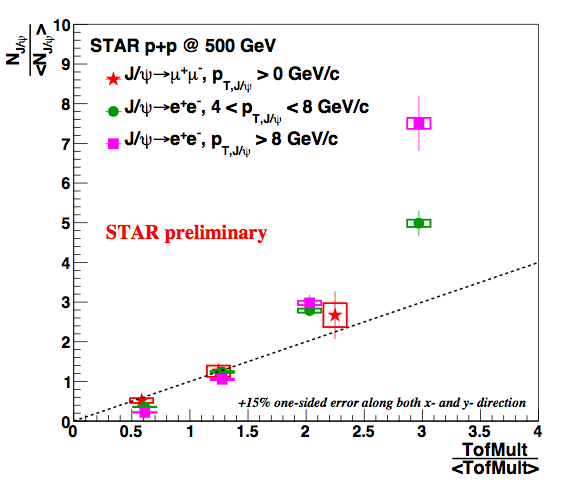 N_J/ψ
<N_J/ψ>
10
9
8
7
6
5
4
3
2
1
0
STAR p+p @ 500 GeV
J/ψ→μ⁺μ⁻, p_T,J/ψ > 0 GeV/c
J/ψ→e⁺e⁻, 4 < p_T,J/ψ < 8 GeV/c
J/ψ→e⁺e⁻, p_T,J/ψ > 8 GeV/c
STAR preliminary
+15% one-sided error along both x- and y- direction
0 0.5 1 1.5 2 2.5 3 3.5 4
TofMult
<TofMult>